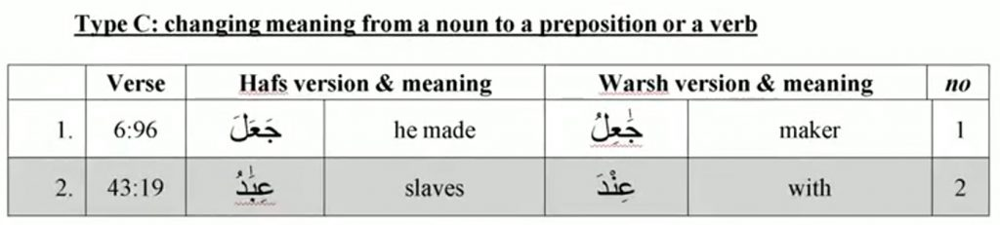 Type C: changing meaning from a noun to a preposition or a verb
Verse Hafs version & meaning Warsh version & meaning no
1. 6:96 جَعَلَ he made جَٰعِلُ maker 1
2. 43:19 عِبَٰدُ slaves عِنْدَ with 2